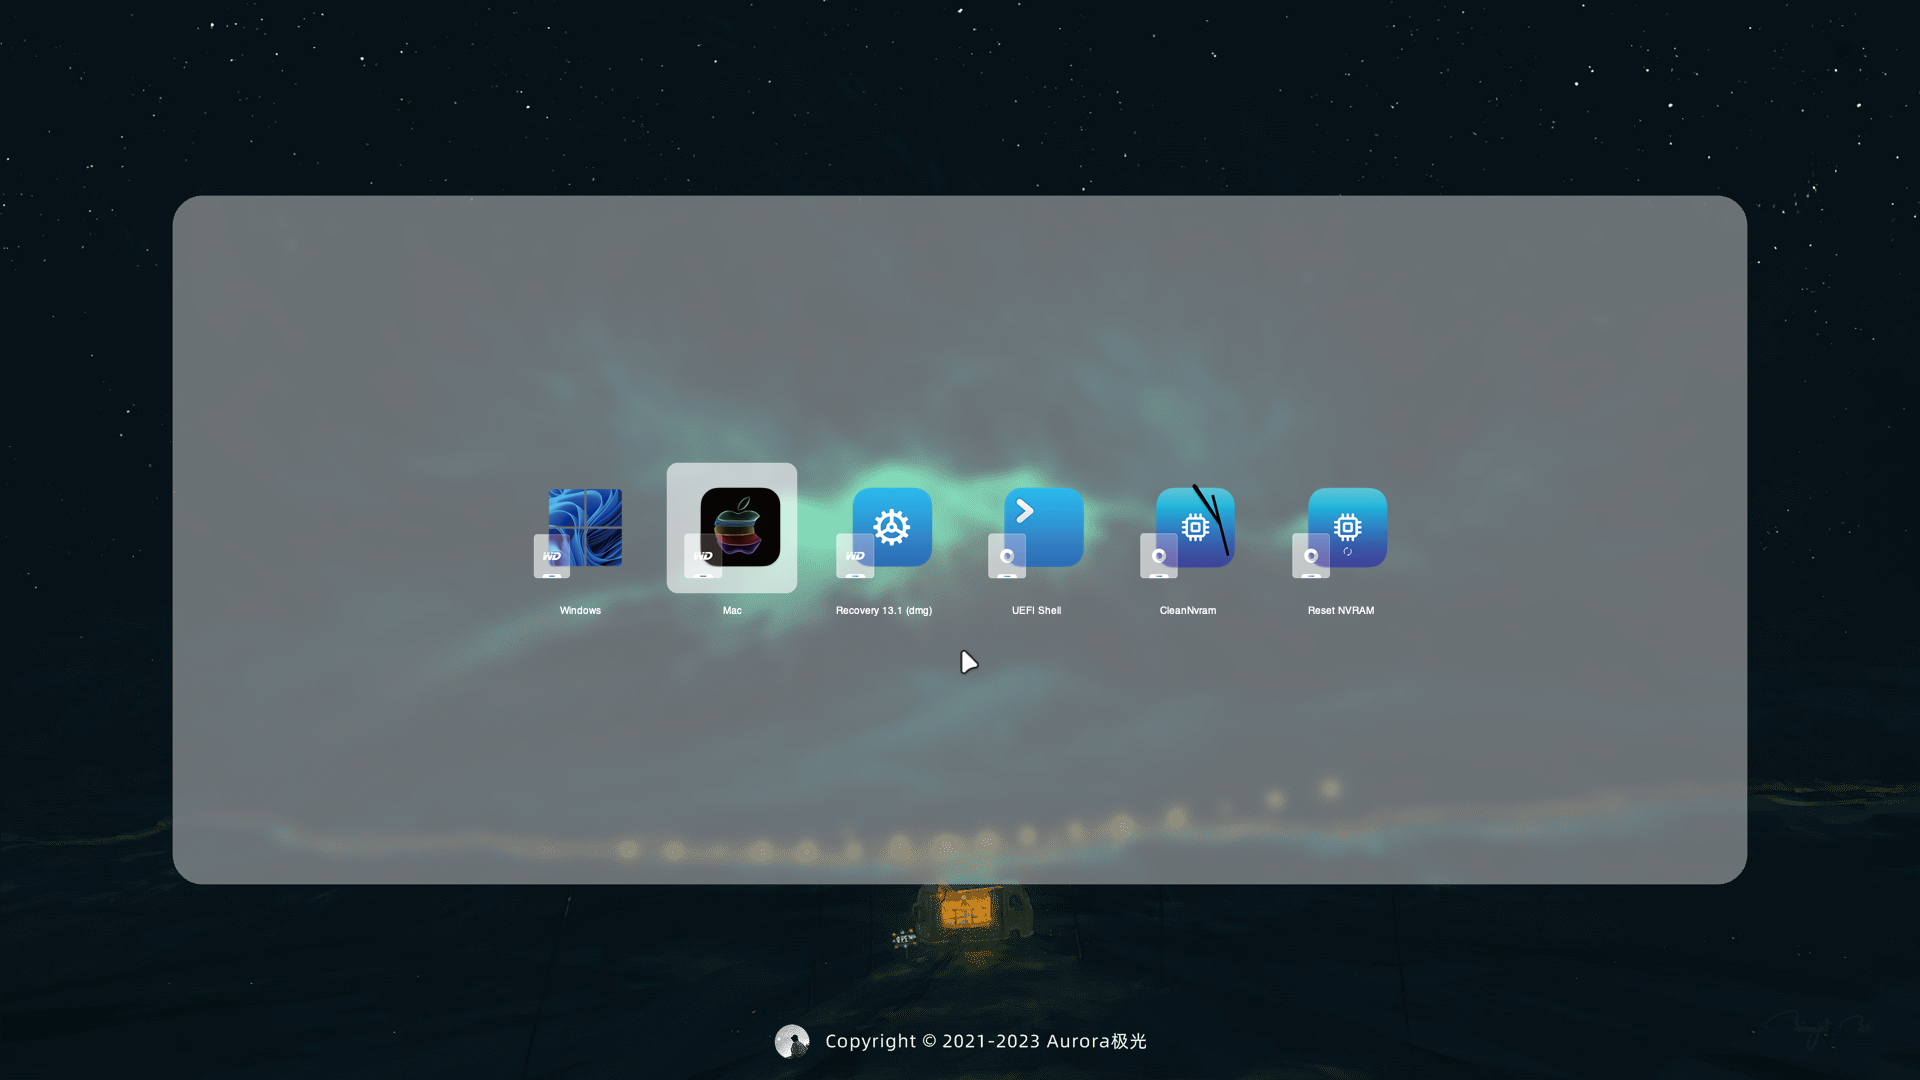 WD
WD
WD
Windows
Mac
Recovery 13.1 (dmg)
UEFI Shell
CleanNvram
Reset NVRAM
OPEN
Copyright © 2021-2023 Aurora极光